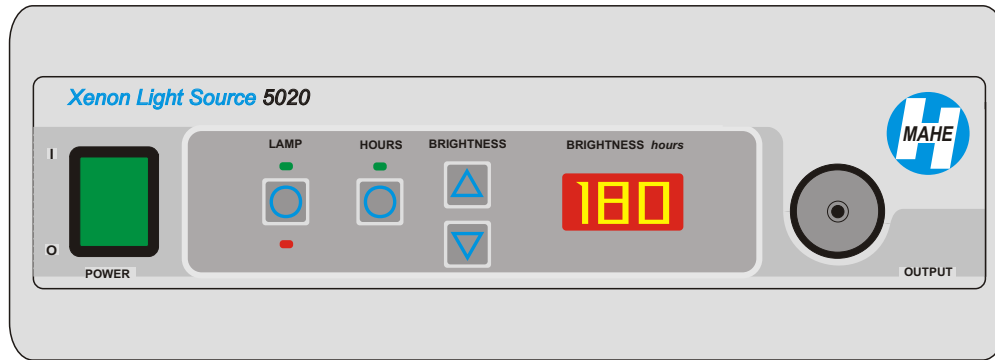 Xenon Light Source 5020
MAHE
LAMP HOURS BRIGHTNESS BRIGHTNESS hours
I
180
O
POWER
OUTPUT